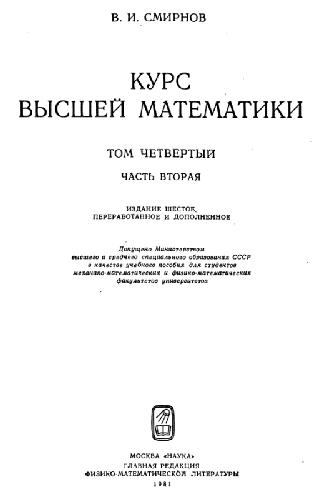 В. И. СМИРНОВ
КУРС
ВЫСШЕЙ МАТЕМАТИКИ
ТОМ ЧЕТВЕРТЫЙ
ЧАСТЬ ВТОРАЯ
ИЗДАНИЕ ШЕСТОЕ,
ПЕРЕРАБОТАННОЕ И ДОПОЛНЕННОЕ
Допущено Министерством
высшего и среднего специального образования СССР
в качестве учебного пособия для студентов
механико-математических и физико-математических
факультетов университетов
МОСКВА «НАУКА»
ГЛАВНАЯ РЕДАКЦИЯ
ФИЗИКО-МАТЕМАТИЧЕСКОЙ ЛИТЕРАТУРЫ
1981